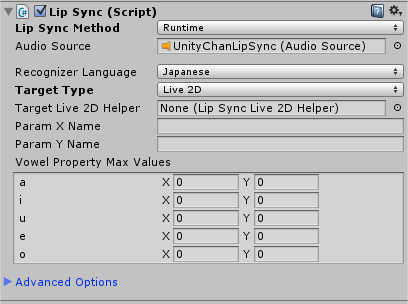 Lip Sync (Script)
Lip Sync Method Runtime
Audio Source UnityChanLipSync (Audio Source)
Recognizer Language Japanese
Target Type Live 2D
Target Live 2D Helper None (Lip Sync Live 2D Helper)
Param X Name
Param Y Name
Vowel Property Max Values
a X 0 Y 0
i X 0 Y 0
u X 0 Y 0
e X 0 Y 0
o X 0 Y 0
Advanced Options